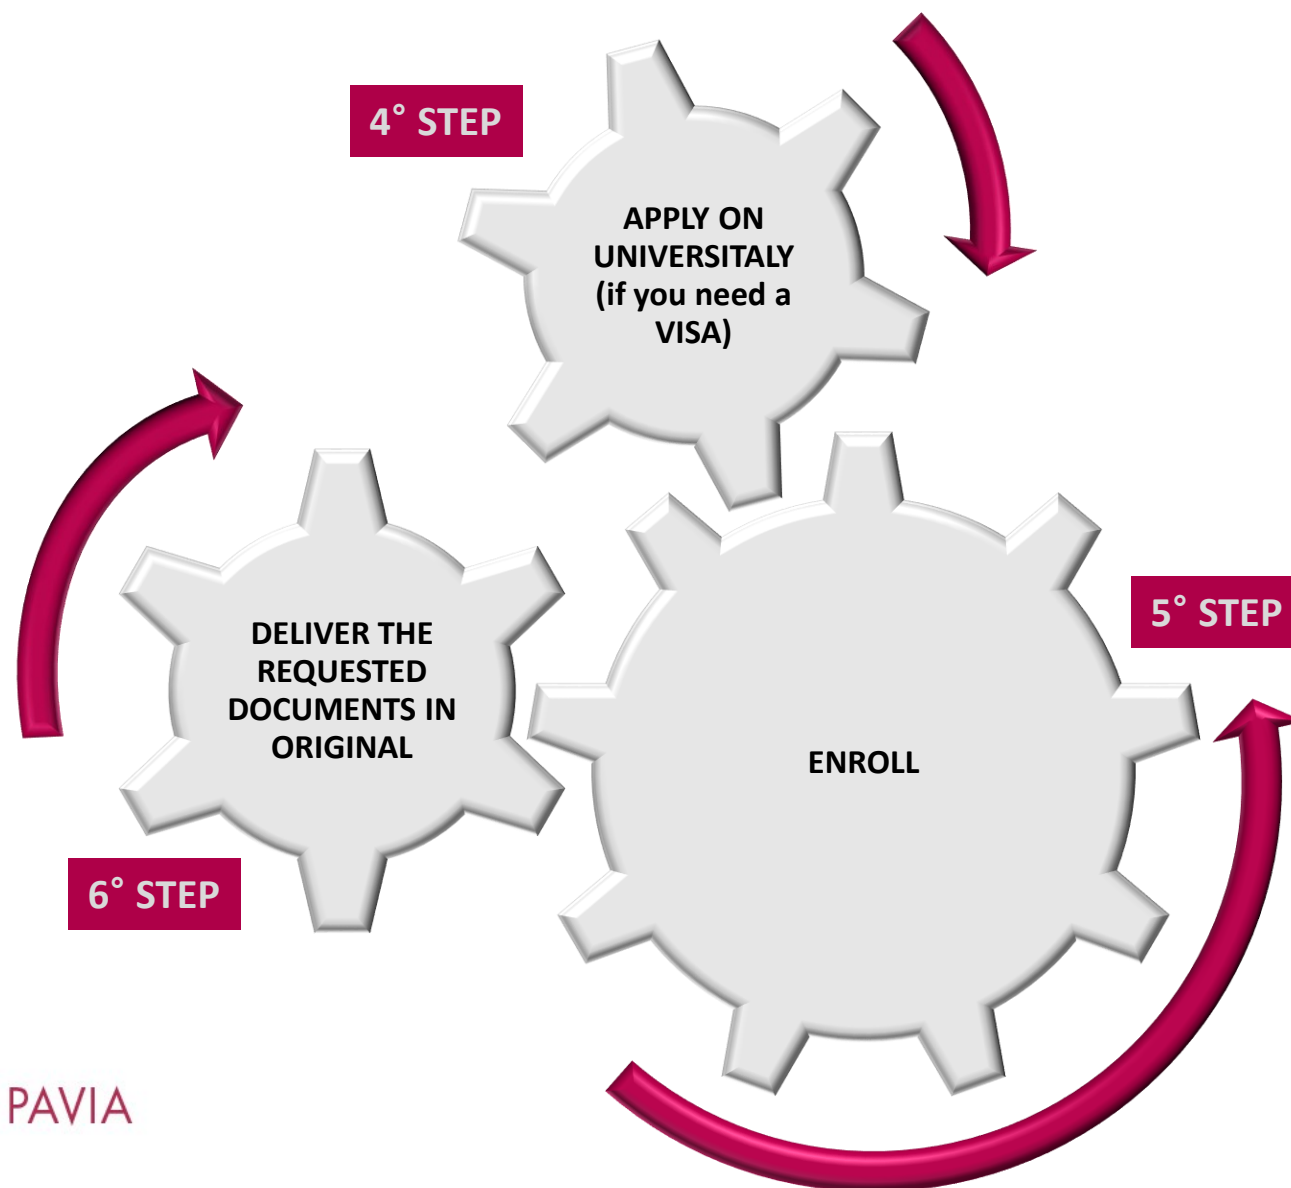 4° STEP
APPLY ON
UNIVERSITALY
(if you need a
VISA)
5° STEP
ENROLL
DELIVER THE
REQUESTED
DOCUMENTS IN
ORIGINAL
6° STEP
PAVIA